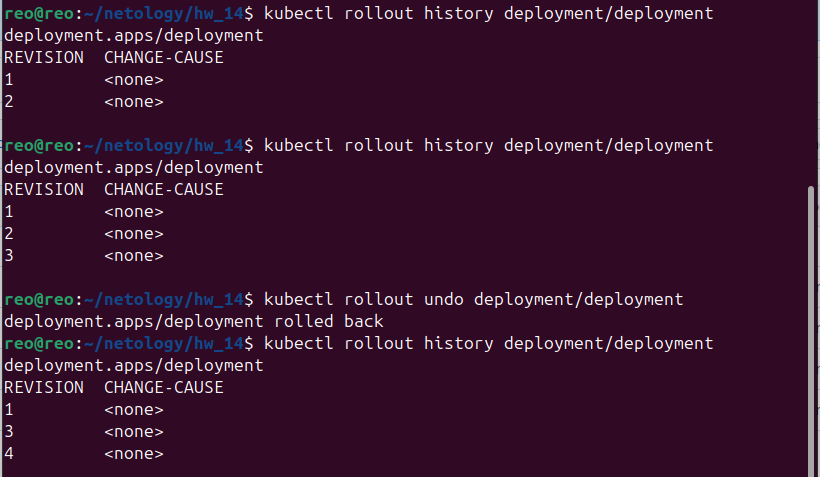 reo@reo:~/netology/hw_14$ kubectl rollout history deployment/deployment
deployment.apps/deployment
REVISION  CHANGE-CAUSE
1         <none>
2         <none>

reo@reo:~/netology/hw_14$ kubectl rollout history deployment/deployment
deployment.apps/deployment
REVISION  CHANGE-CAUSE
1         <none>
2         <none>
3         <none>

reo@reo:~/netology/hw_14$ kubectl rollout undo deployment/deployment
deployment.apps/deployment rolled back
reo@reo:~/netology/hw_14$ kubectl rollout history deployment/deployment
deployment.apps/deployment
REVISION  CHANGE-CAUSE
1         <none>
3         <none>
4         <none>